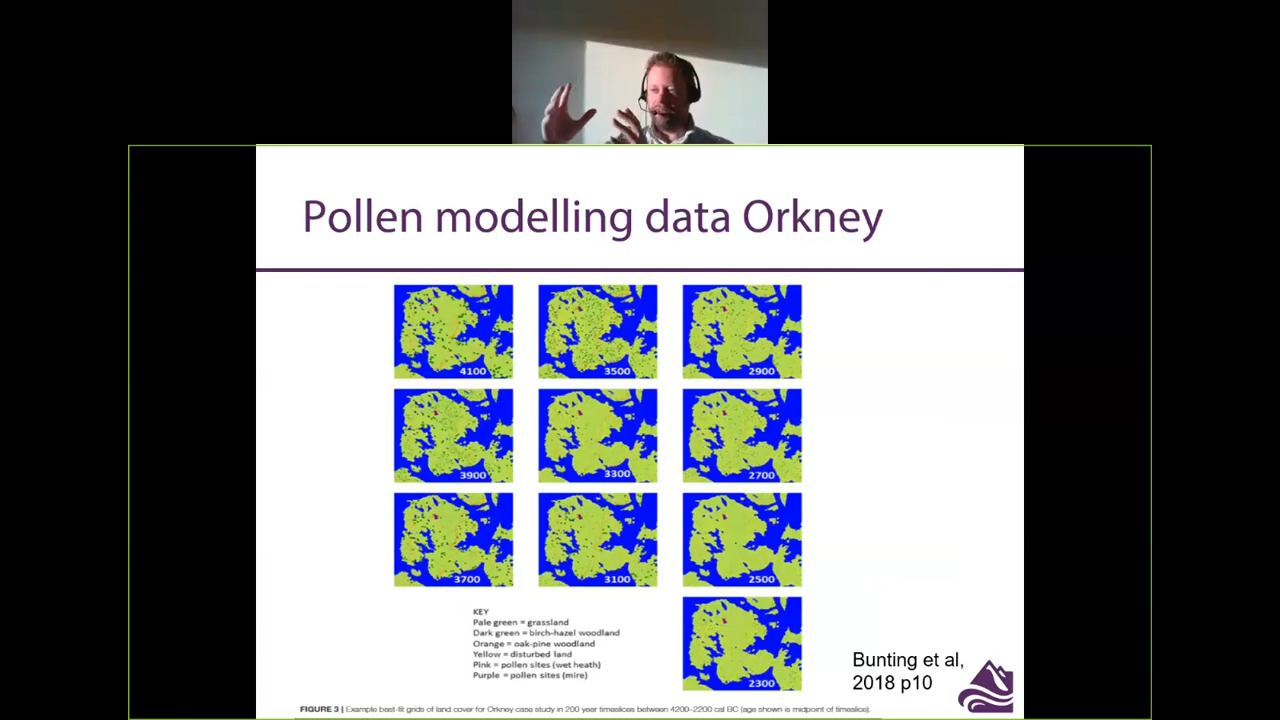 Pollen modelling data Orkney
4100
3500
2900
3900
3300
2700
3700
3100
2500
2300
KEY
Pale green = grassland
Dark green = birch-hazel woodland
Orange = oak-pine woodland
Yellow = disturbed land
Pink = pollen sites (wet heath)
Purple = pollen sites (mire)
Bunting et al,
2018 p10
FIGURE 3 | Example best-fit grids of land cover for Orkney case study in 200 year timeslices between 4200–2200 cal BC (age shown is midpoint of timeslice).